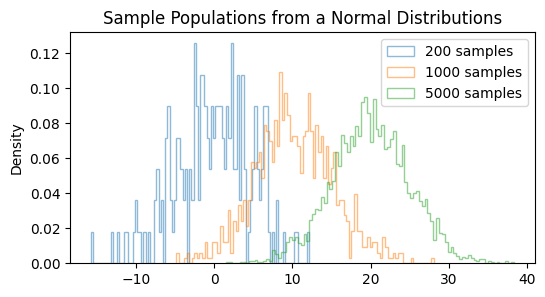 Sample Populations from a Normal Distributions
Density
0.12
0.10
0.08
0.06
0.04
0.02
0.00
−10
0
10
20
30
40
200 samples
1000 samples
5000 samples